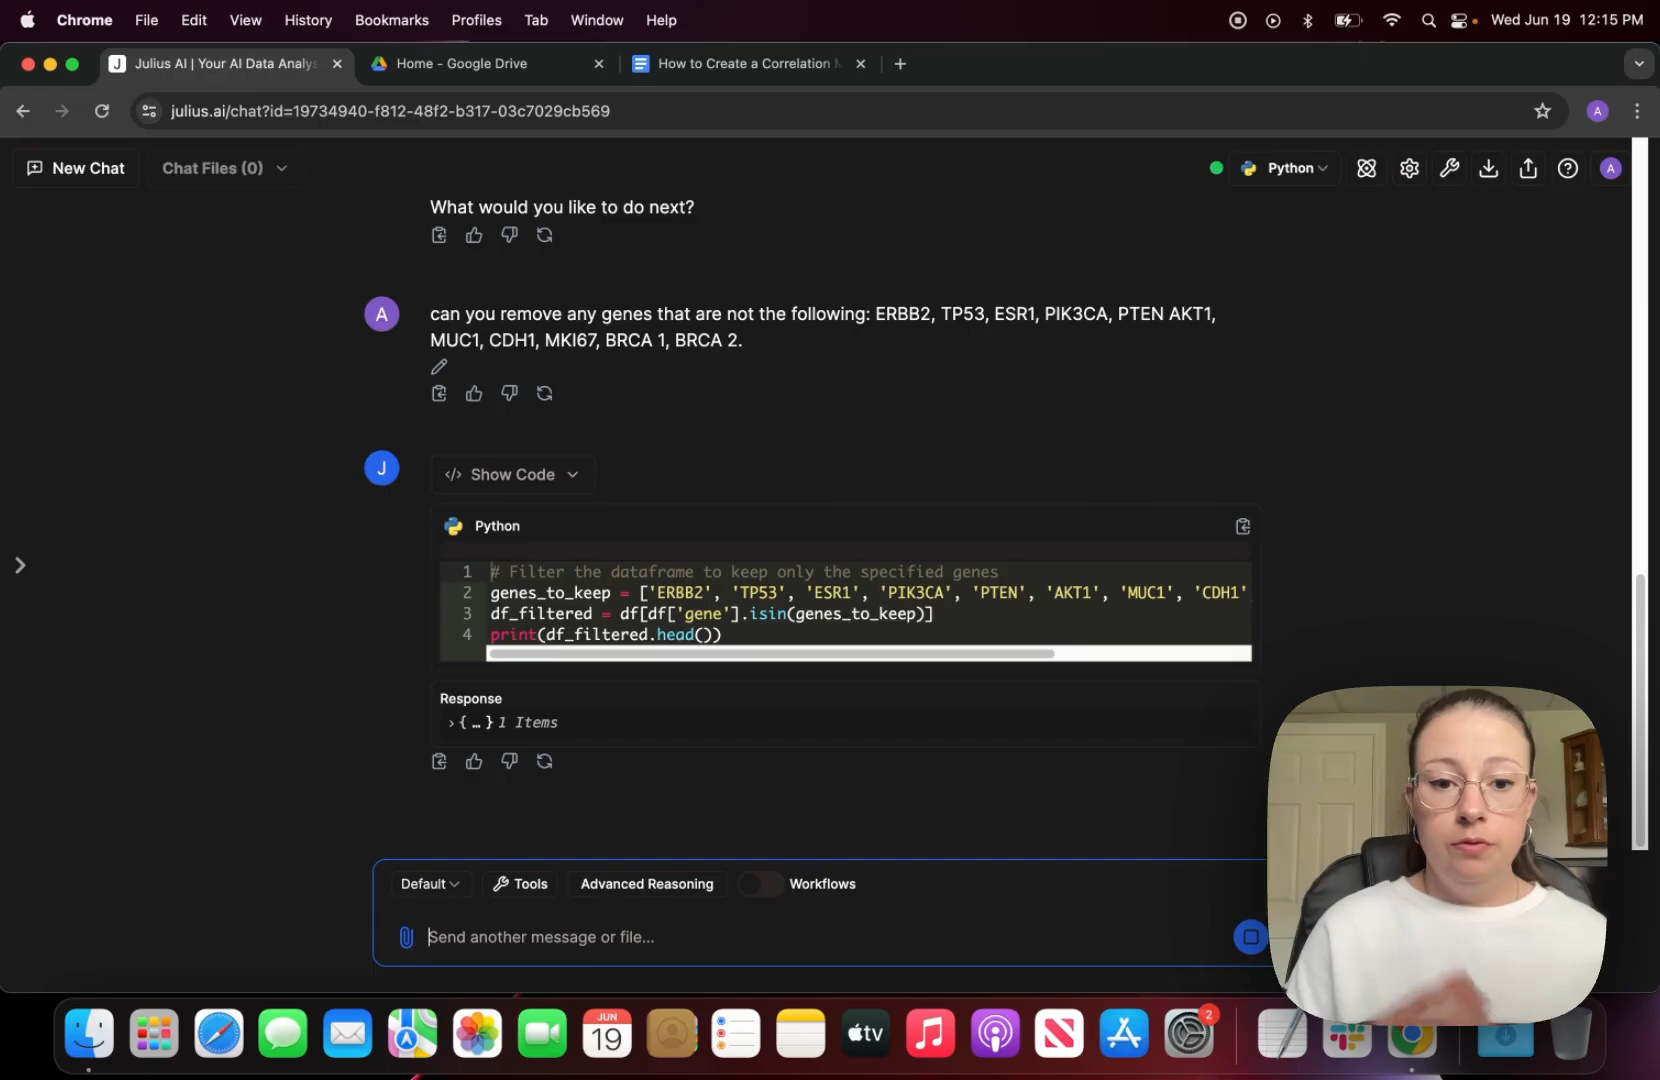 Chrome File Edit View History Bookmarks Profiles Tab Window Help Wed Jun 19 12:15 PM
J Julius AI | Your AI Data Analys Home - Google Drive How to Create a Correlation M
julius.ai/chat?id=19734940-f812-48f2-b317-03c7029cb569 A
New Chat Chat Files (0) Python A
What would you like to do next?
A can you remove any genes that are not the following: ERBB2, TP53, ESR1, PIK3CA, PTEN AKT1,
MUC1, CDH1, MKI67, BRCA 1, BRCA 2.
J </> Show Code
Python
1 # Filter the dataframe to keep only the specified genes
2 genes_to_keep = ['ERBB2', 'TP53', 'ESR1', 'PIK3CA', 'PTEN', 'AKT1', 'MUC1', 'CDH1'
3 df_filtered = df[df['gene'].isin(genes_to_keep)]
4 print(df_filtered.head())
Response
›{ … } 1 Items
Default Tools Advanced Reasoning Workflows
Send another message or file...
JUN
19 tv 2